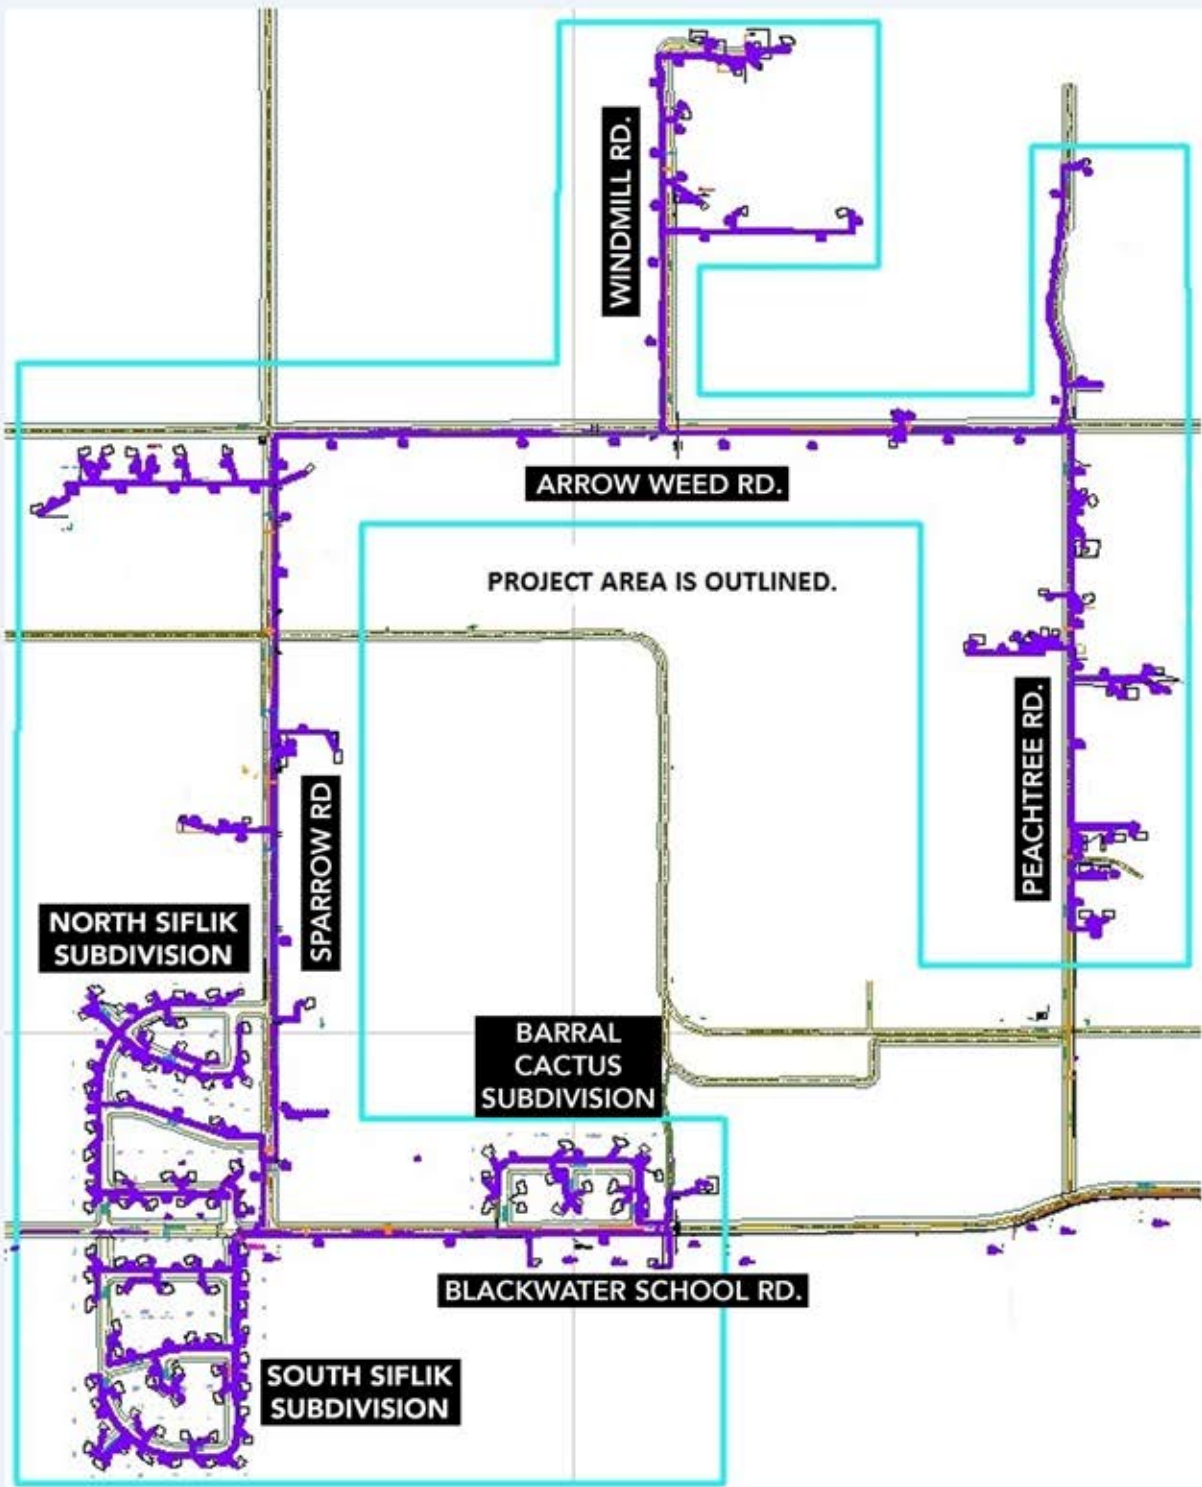 WINDMILL RD.
ARROW WEED RD.
PROJECT AREA IS OUTLINED.
PEACHTREE RD.
SPARROW RD
NORTH SIFLIK
SUBDIVISION
BARRAL
CACTUS
SUBDIVISION
BLACKWATER SCHOOL RD.
SOUTH SIFLIK
SUBDIVISION